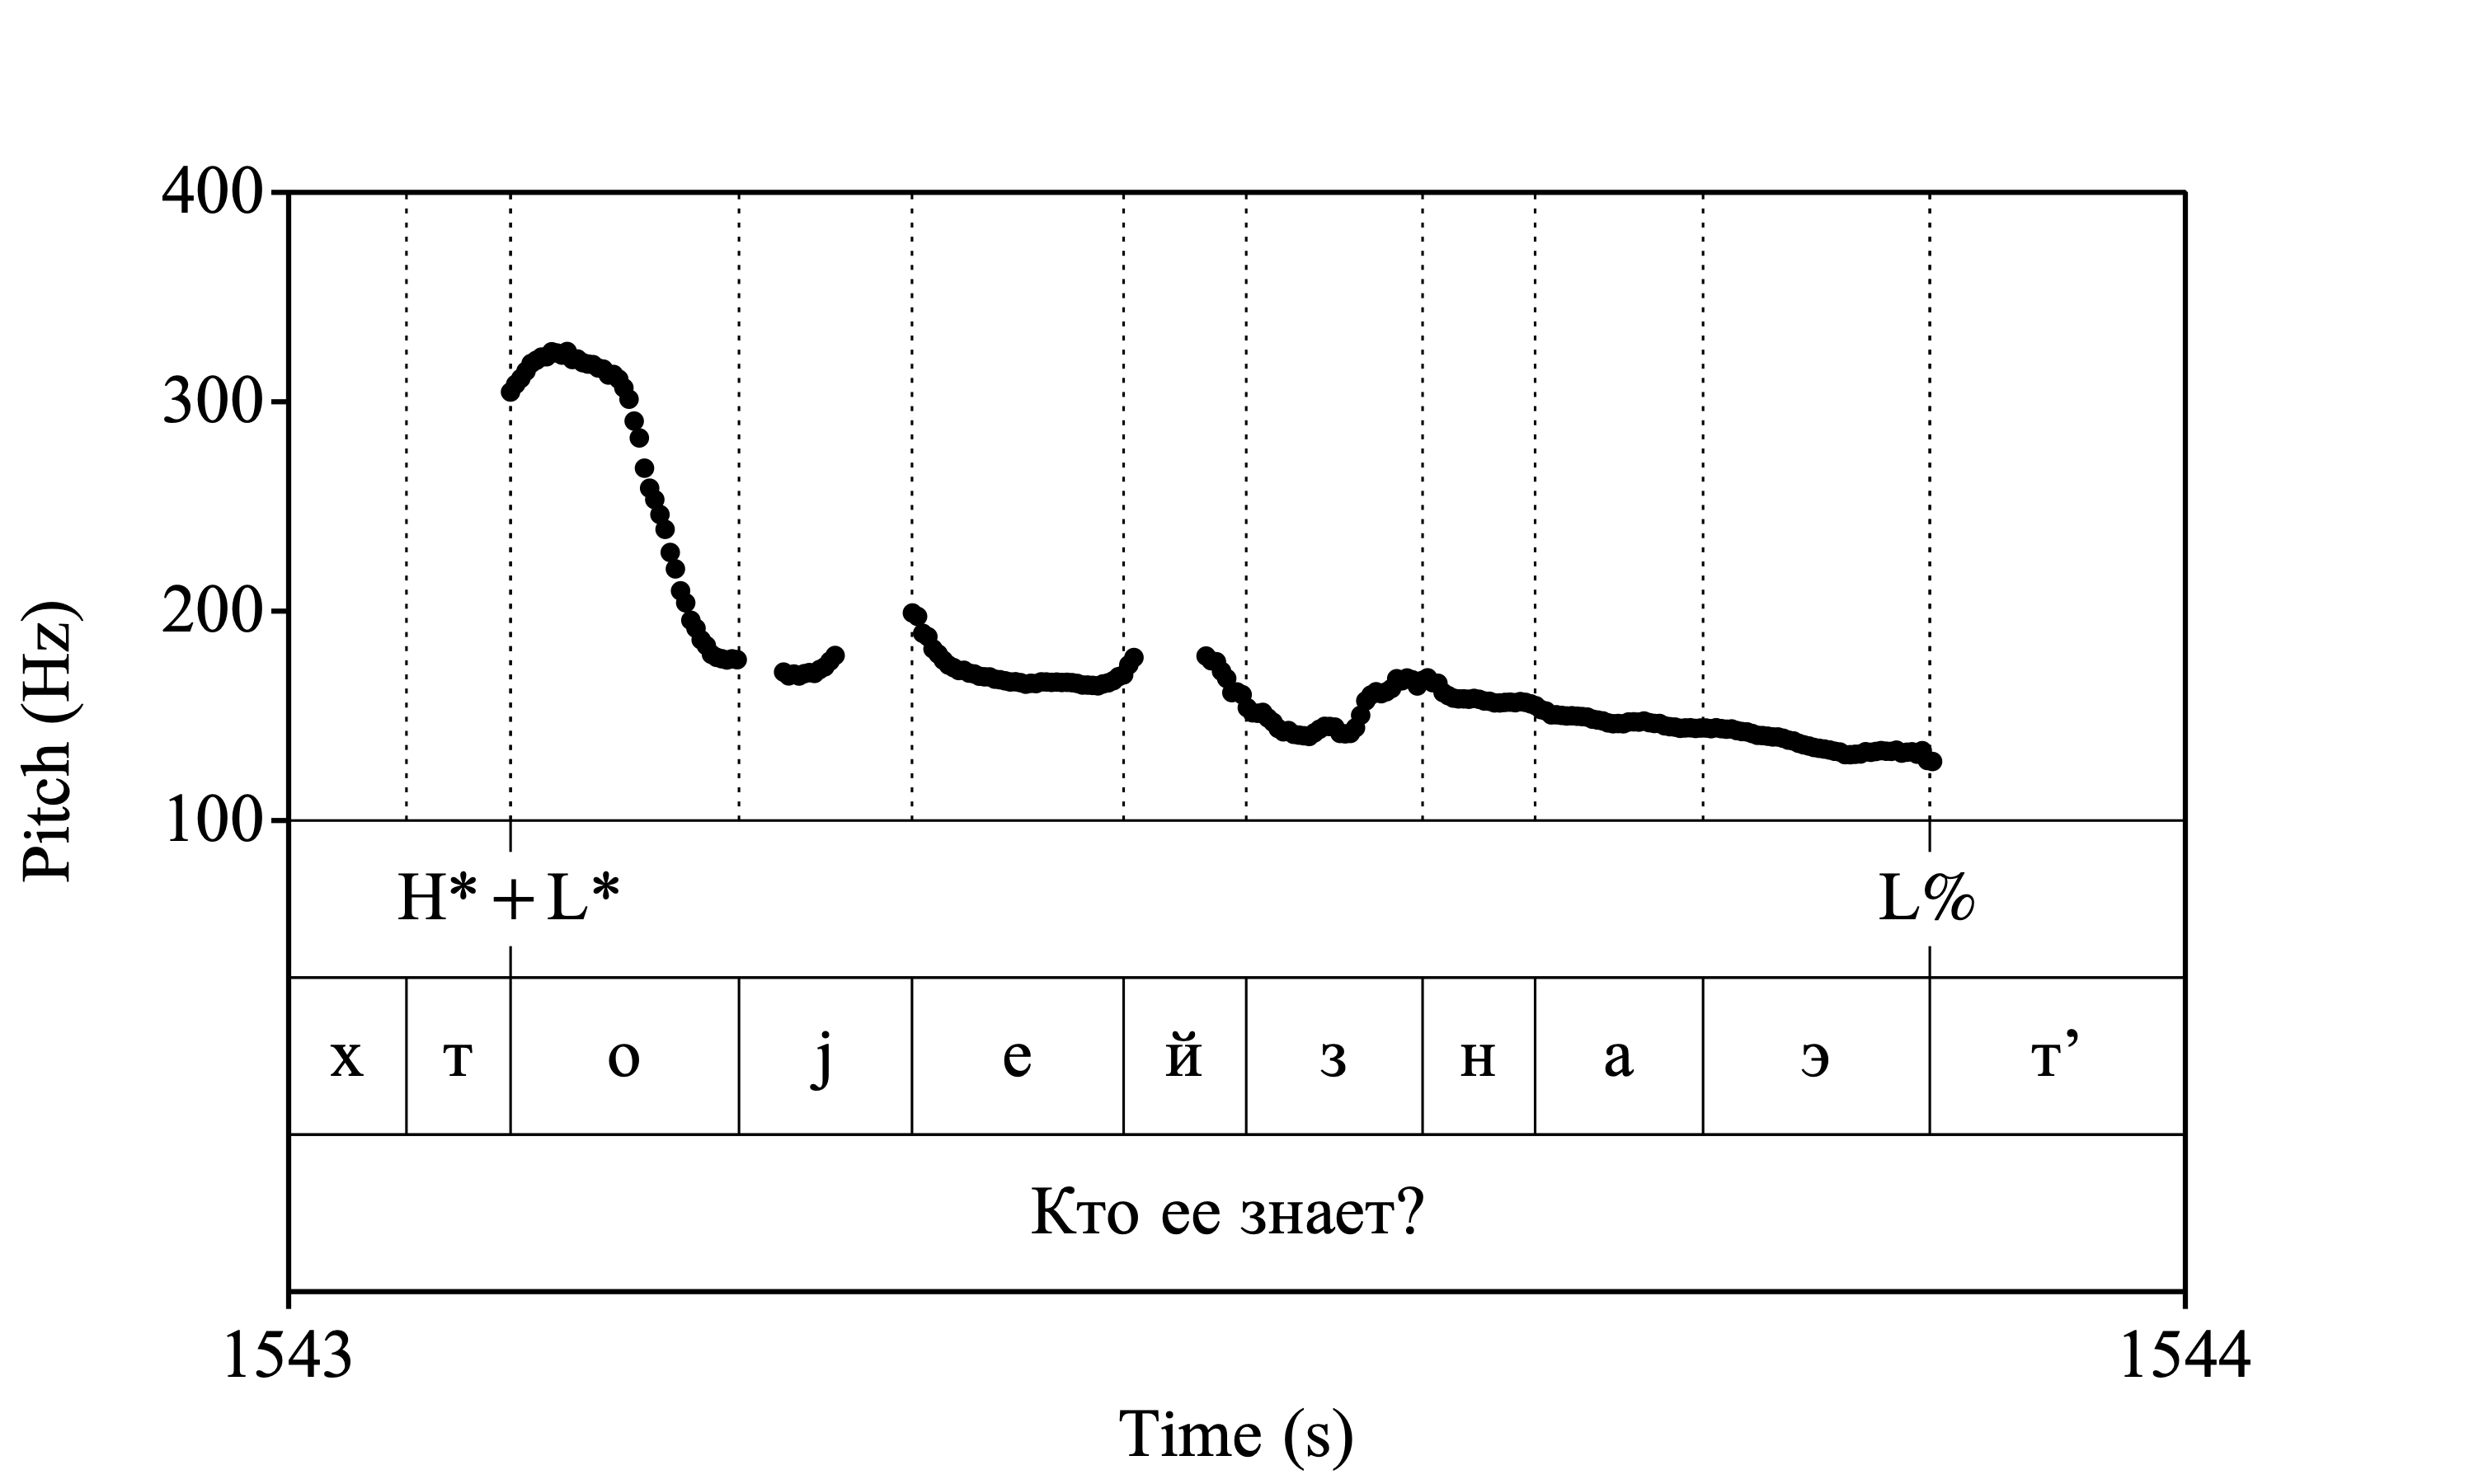 400
300
200
100
Pitch (Hz)
H*+L* L%
х т о j е й з н а э т’
Кто ее знает?
1543 1544
Time (s)